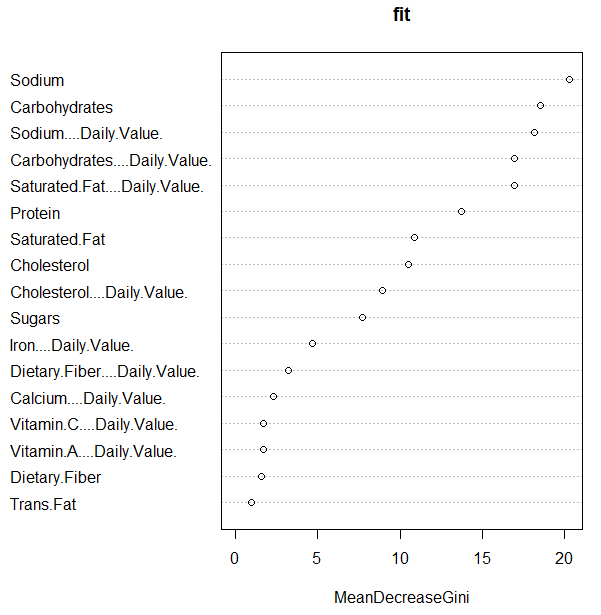 fit
Sodium
Carbohydrates
Sodium....Daily.Value.
Carbohydrates....Daily.Value.
Saturated.Fat....Daily.Value.
Protein
Saturated.Fat
Cholesterol
Cholesterol....Daily.Value.
Sugars
Iron....Daily.Value.
Dietary.Fiber....Daily.Value.
Calcium....Daily.Value.
Vitamin.C....Daily.Value.
Vitamin.A....Daily.Value.
Dietary.Fiber
Trans.Fat
0 5 10 15 20
MeanDecreaseGini